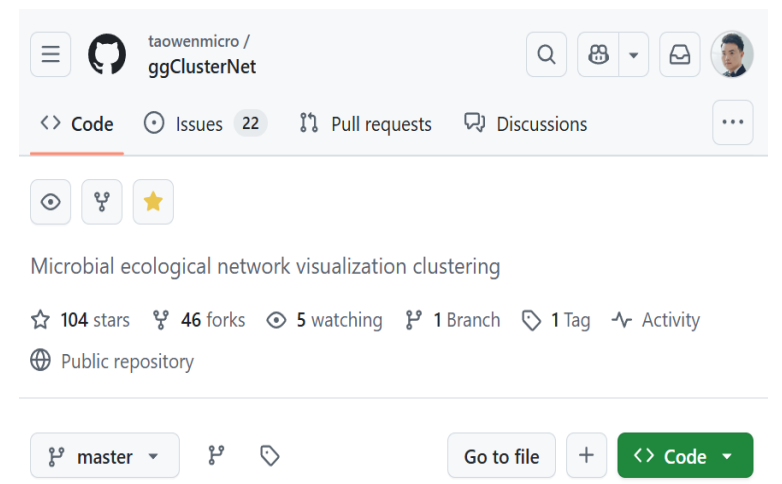 taowenmicro /
ggClusterNet
Code
Issues 22
Pull requests
Discussions
Microbial ecological network visualization clustering
104 stars 46 forks 5 watching 1 Branch 1 Tag Activity
Public repository
master
Go to file
Code